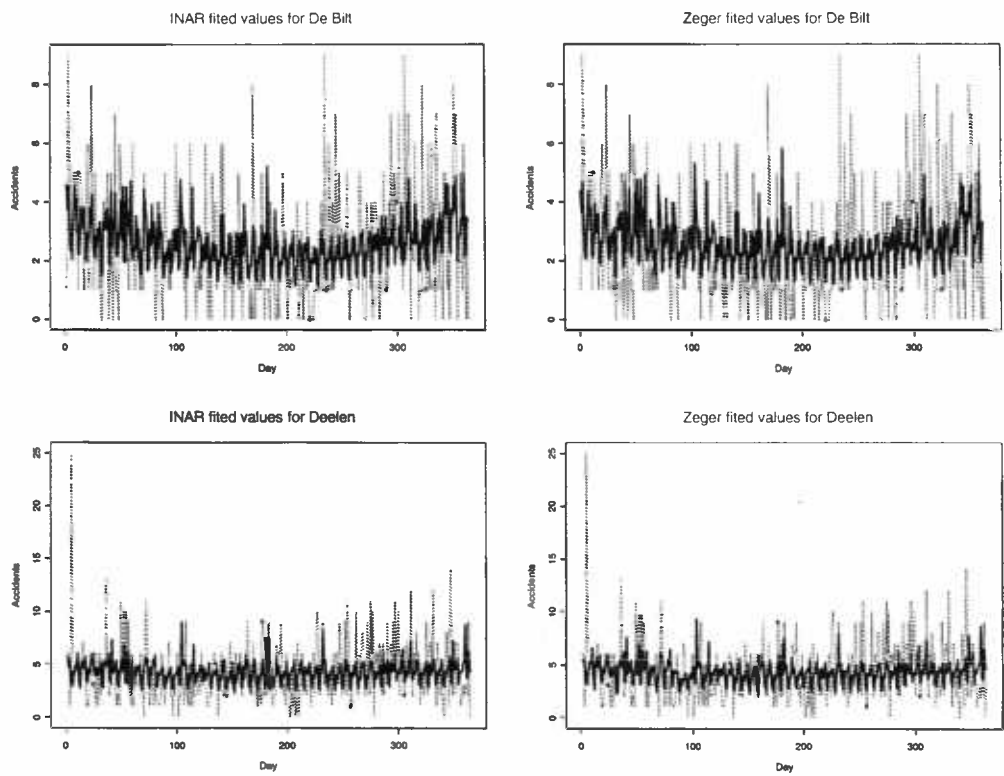 INAR fited values for De Bilt
Accidents
8
6
4
2
0
0 100 200 300
Day
Zeger fited values for De Bilt
Accidents
8
6
4
2
0
0 100 200 300
Day
INAR fited values for Deelen
Accidents
25
20
15
10
5
0
0 100 200 300
Day
Zeger fited values for Deelen
Accidents
25
20
15
10
5
0
0 100 200 300
Day